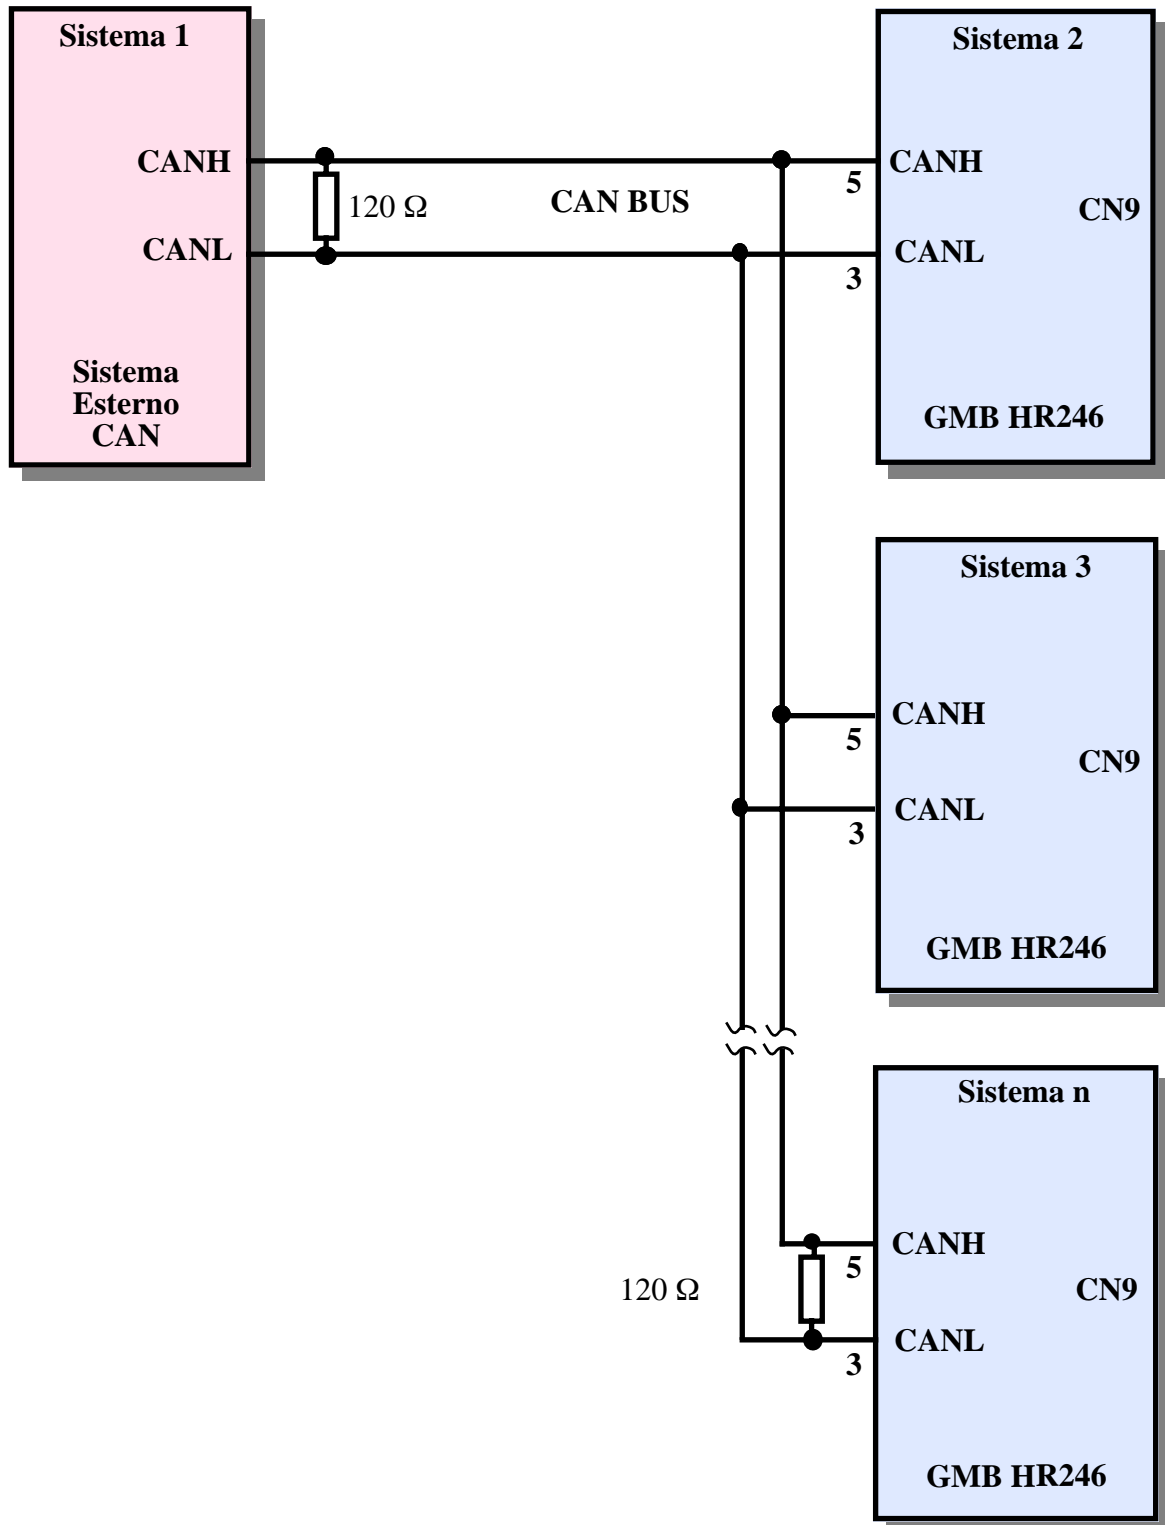 Sistema 1
CANH
CANL
Sistema
Esterno
CAN
120 Ω
CAN BUS
Sistema 2
5
CANH
CN9
3
CANL
GMB HR246
Sistema 3
5
CANH
CN9
3
CANL
GMB HR246
Sistema n
5
CANH
CN9
120 Ω
3
CANL
GMB HR246